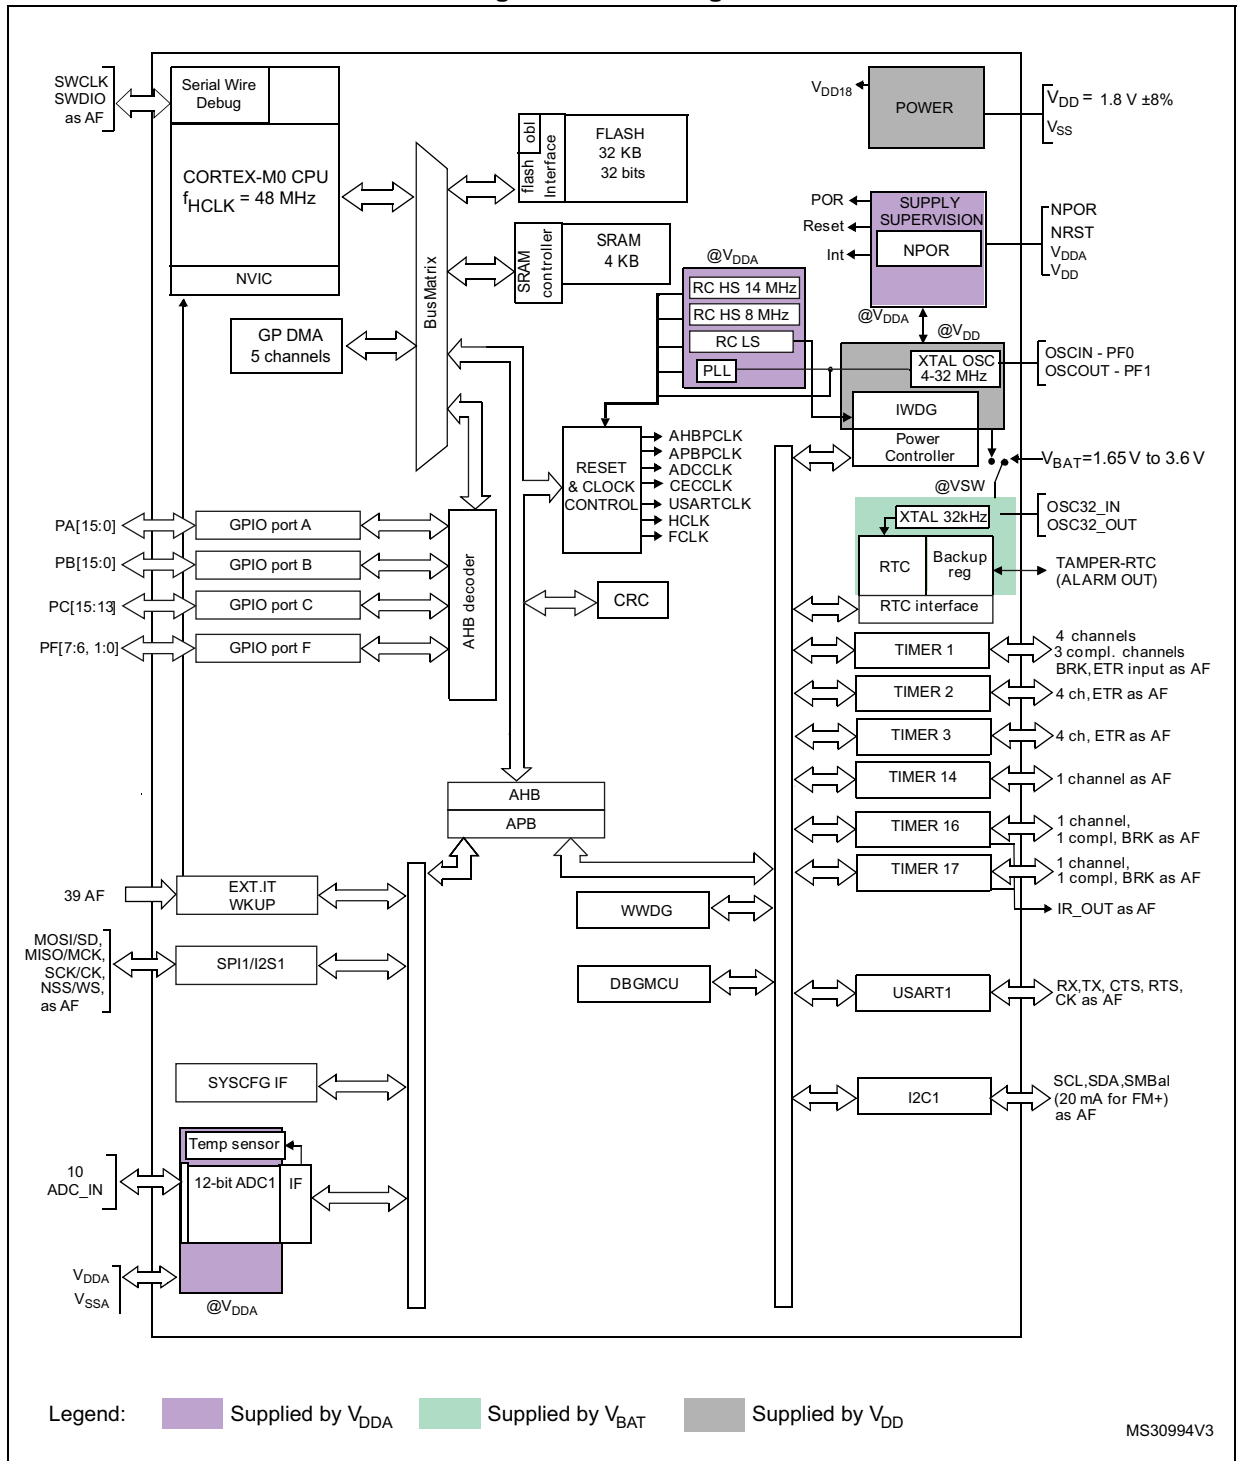 SWCLK
SWDIO
as AF
Serial Wire
Debug
CORTEX-M0 CPU
fHCLK = 48 MHz
NVIC
GP DMA
5 channels
BusMatrix
obl
flash
Interface
FLASH
32 KB
32 bits
SRAM
controller
SRAM
4 KB
VDD18
POWER
VDD = 1.8 V ±8%
VSS
POR
Reset
Int
SUPPLY
SUPERVISION
NPOR
NPOR
NRST
VDDA
VDD
@VDDA
RC HS 14 MHz
RC HS 8 MHz
RC LS
PLL
@VDDA
@VDD
XTAL OSC
4-32 MHz
OSCIN - PF0
OSCOUT - PF1
IWDG
Power
Controller
VBAT=1.65 V to 3.6 V
@VSW
RESET
& CLOCK
CONTROL
AHBPCLK
APBPCLK
ADCCLK
CECCLK
USARTCLK
HCLK
FCLK
XTAL 32kHz
OSC32_IN
OSC32_OUT
RTC
Backup
reg
RTC interface
TAMPER-RTC
(ALARM OUT)
PA[15:0]
GPIO port A
PB[15:0]
GPIO port B
PC[15:13]
GPIO port C
PF[7:6, 1:0]
GPIO port F
AHB decoder
CRC
TIMER 1
4 channels
3 compl. channels
BRK,ETR input as AF
TIMER 2
4 ch, ETR as AF
TIMER 3
4 ch, ETR as AF
TIMER 14
1 channel as AF
TIMER 16
1 channel,
1 compl, BRK as AF
TIMER 17
1 channel,
1 compl, BRK as AF
IR_OUT as AF
AHB
APB
39 AF
EXT.IT
WKUP
WWDG
MOSI/SD,
MISO/MCK,
SCK/CK,
NSS/WS,
as AF
SPI1/I2S1
DBGMCU
USART1
RX,TX, CTS, RTS,
CK as AF
SYSCFG IF
I2C1
SCL,SDA,SMBal
(20 mA for FM+)
as AF
Temp sensor
10
ADC_IN
12-bit ADC1
IF
VDDA
VSSA
@VDDA
Legend:
Supplied by VDDA
Supplied by VBAT
Supplied by VDD
MS30994V3